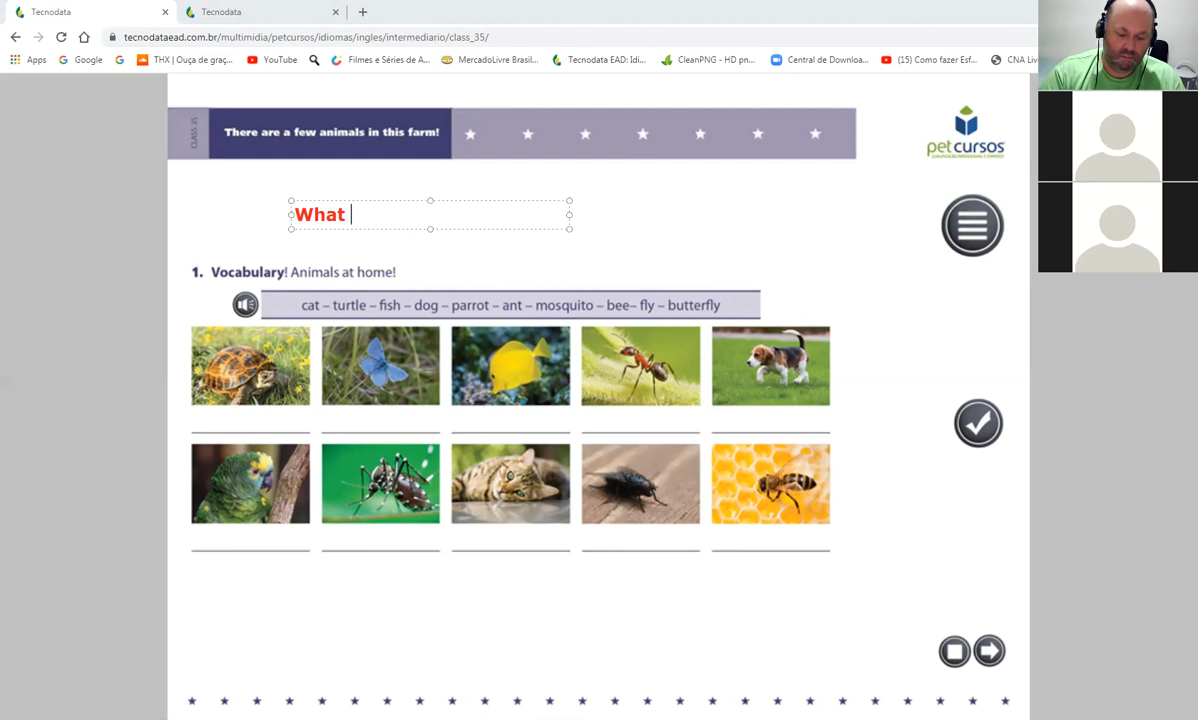 Tecnodata
Tecnodata
tecnodataead.com.br/multimidia/petcursos/idiomas/ingles/intermediario/class_35/
Apps Google THX | Ouça de graç... YouTube Filmes e Séries de A... MercadoLivre Brasil... Tecnodata EAD: Idi... CleanPNG - HD pn... Central de Downloa... (15) Como fazer Esf... CNA Liv
CLASS 35
There are a few animals in this farm!
petcursos
What
1. Vocabulary! Animals at home!
cat – turtle – fish – dog – parrot – ant – mosquito – bee– fly – butterfly